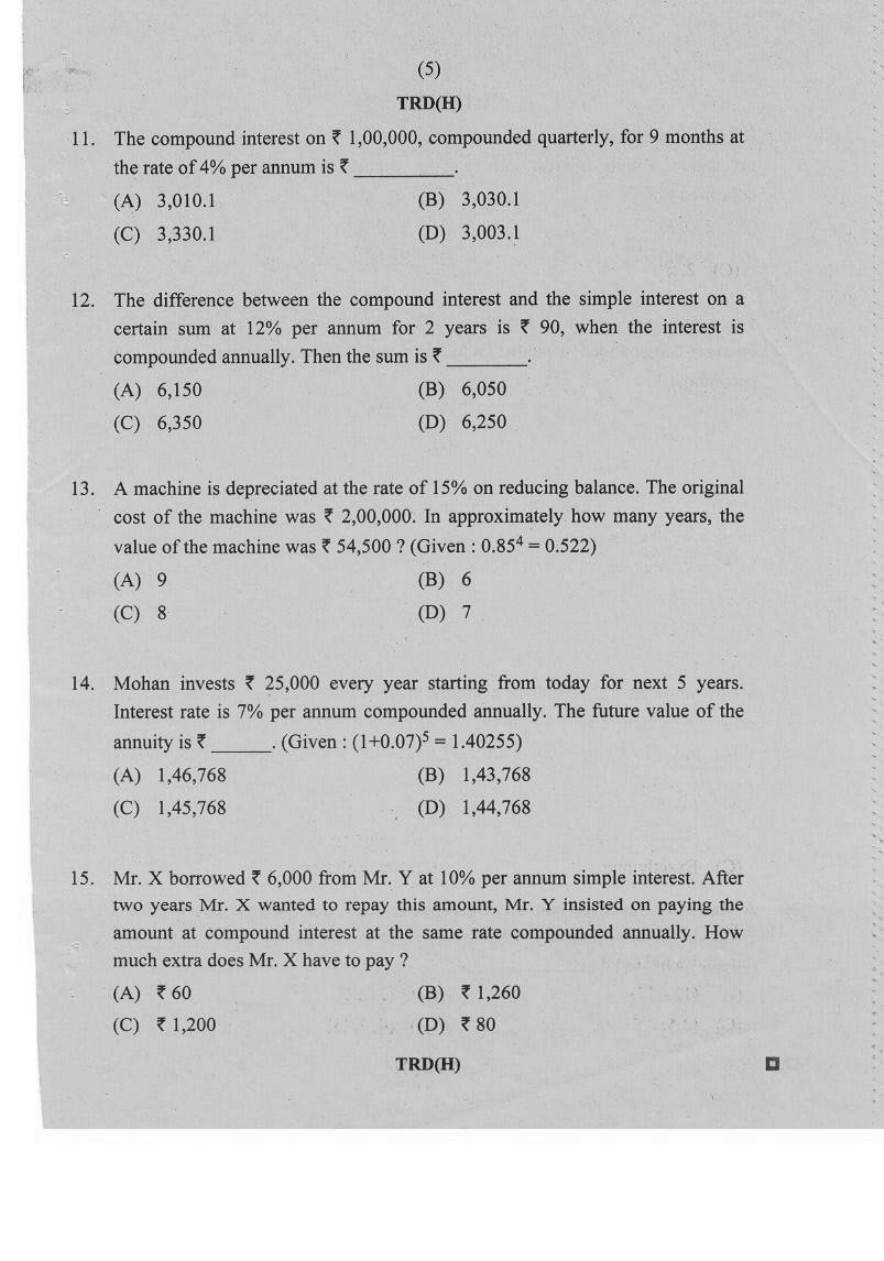 (5)
TRD(H)
11. The compound interest on ₹ 1,00,000, compounded quarterly, for 9 months at
the rate of 4% per annum is ₹ __________.
(A) 3,010.1 (B) 3,030.1
(C) 3,330.1 (D) 3,003.1
12. The difference between the compound interest and the simple interest on a
certain sum at 12% per annum for 2 years is ₹ 90, when the interest is
compounded annually. Then the sum is ₹ ________.
(A) 6,150 (B) 6,050
(C) 6,350 (D) 6,250
13. A machine is depreciated at the rate of 15% on reducing balance. The original
cost of the machine was ₹ 2,00,000. In approximately how many years, the
value of the machine was ₹ 54,500 ? (Given : 0.85⁴ = 0.522)
(A) 9 (B) 6
(C) 8 (D) 7
14. Mohan invests ₹ 25,000 every year starting from today for next 5 years.
Interest rate is 7% per annum compounded annually. The future value of the
annuity is ₹ ______. (Given : (1+0.07)⁵ = 1.40255)
(A) 1,46,768 (B) 1,43,768
(C) 1,45,768 (D) 1,44,768
15. Mr. X borrowed ₹ 6,000 from Mr. Y at 10% per annum simple interest. After
two years Mr. X wanted to repay this amount, Mr. Y insisted on paying the
amount at compound interest at the same rate compounded annually. How
much extra does Mr. X have to pay ?
(A) ₹ 60 (B) ₹ 1,260
(C) ₹ 1,200 (D) ₹ 80
TRD(H)